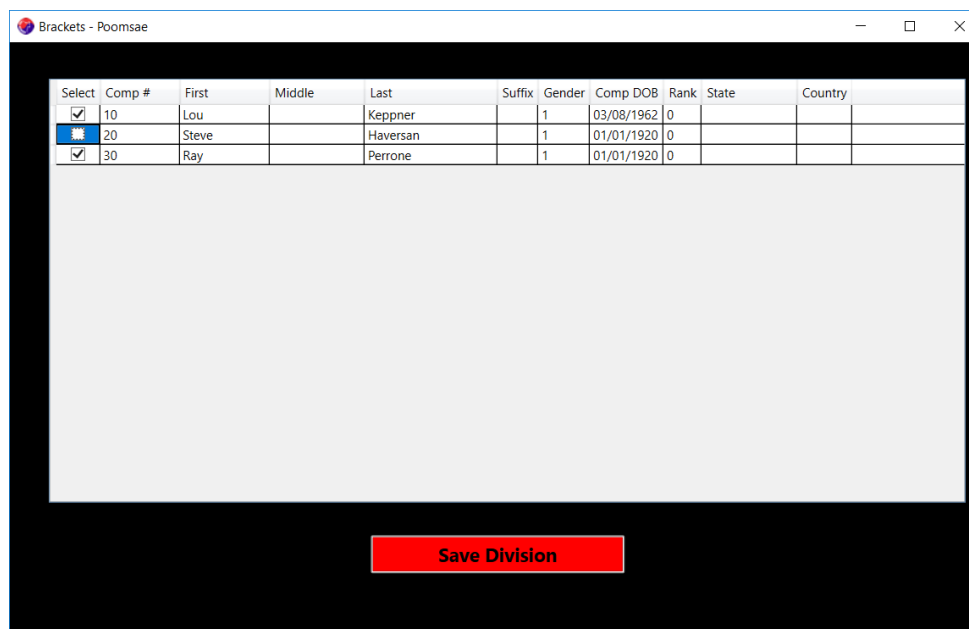 Brackets - Poomsae
Select Comp # First Middle Last Suffix Gender Comp DOB Rank State Country
10 Lou Keppner 1 03/08/1962 0
20 Steve Haversan 1 01/01/1920 0
30 Ray Perrone 1 01/01/1920 0
Save Division